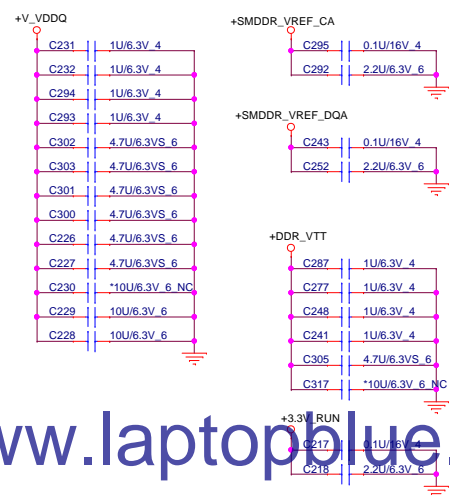 +V_VDDQ
C231 1U/6.3V_4
C232 1U/6.3V_4
C294 1U/6.3V_4
C293 1U/6.3V_4
C302 4.7U/6.3VS_6
C303 4.7U/6.3VS_6
C301 4.7U/6.3VS_6
C300 4.7U/6.3VS_6
C226 4.7U/6.3VS_6
C227 4.7U/6.3VS_6
C230 *10U/6.3V_6_NC
C229 10U/6.3V_6
C228 10U/6.3V_6
+SMDDR_VREF_CA
C295 0.1U/16V_4
C292 2.2U/6.3V_6
+SMDDR_VREF_DQA
C243 0.1U/16V_4
C252 2.2U/6.3V_6
+DDR_VTT
C287 1U/6.3V_4
C277 1U/6.3V_4
C248 1U/6.3V_4
C241 1U/6.3V_4
C305 4.7U/6.3VS_6
C317 *10U/6.3V_6_NC
+3.3V_RUN
C217 0.1U/16V_4
C218 2.2U/6.3V_6
ww.laptopblue.